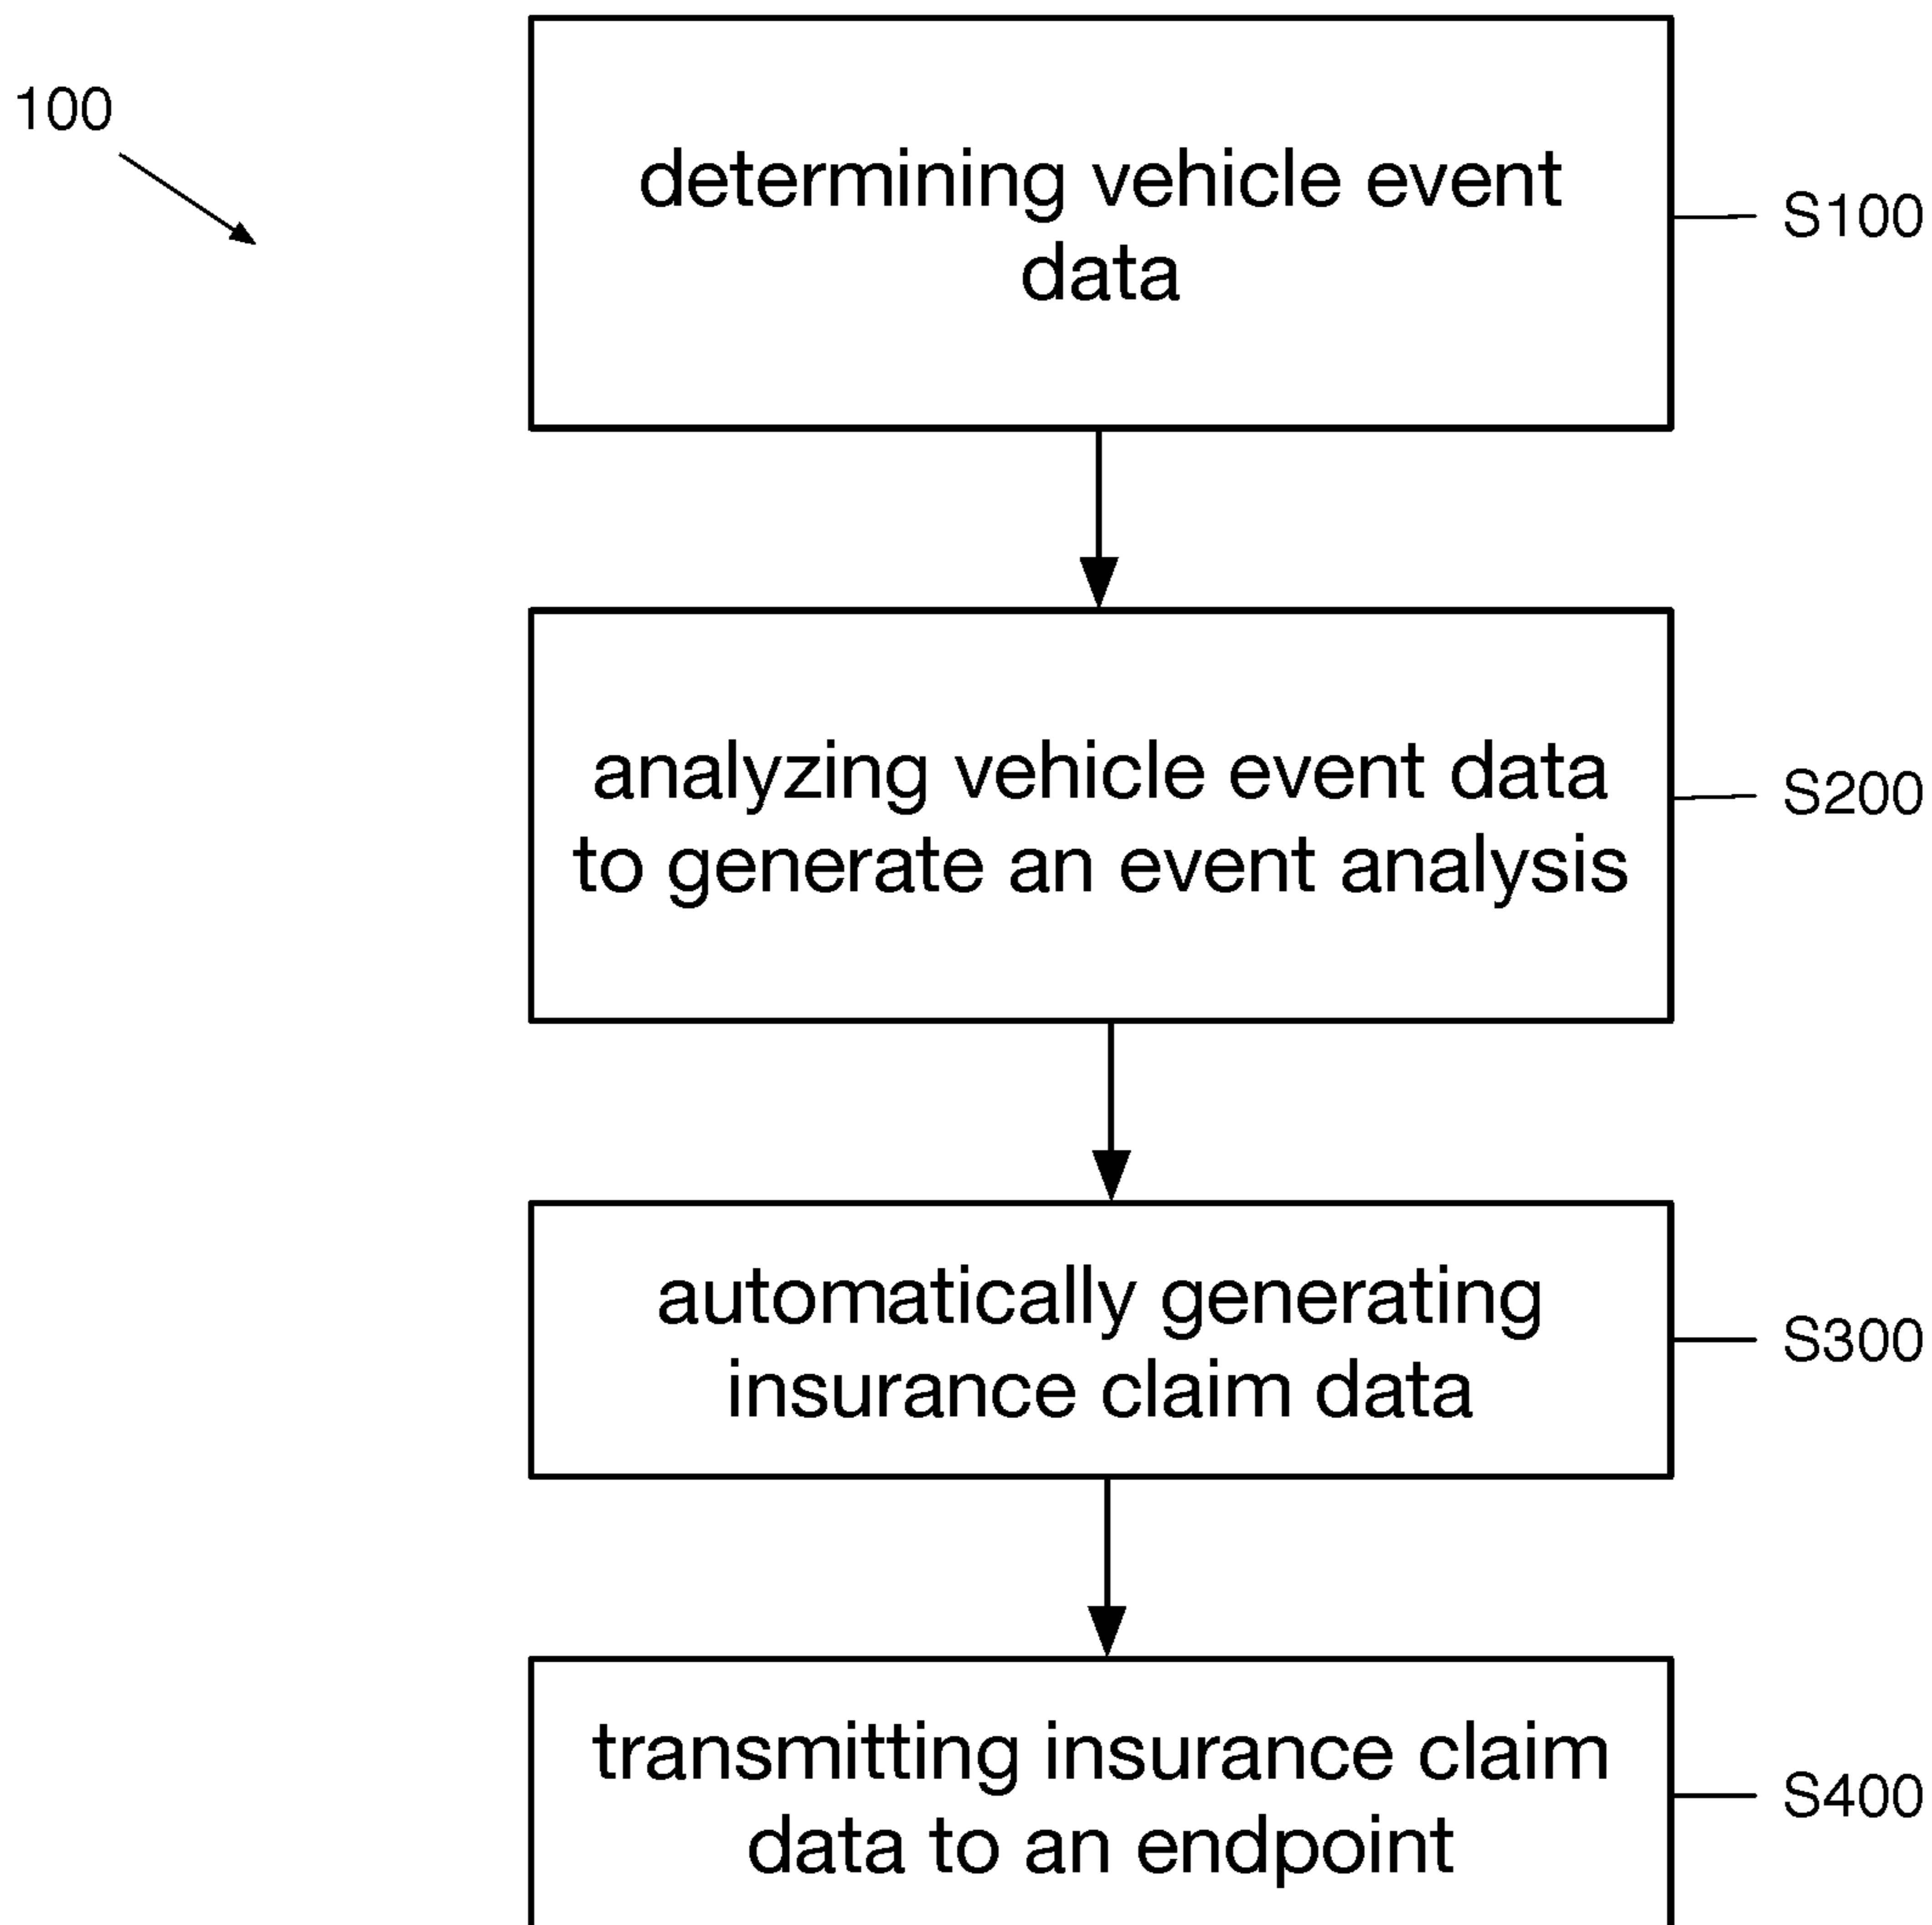 100
determining vehicle event
data
S100
analyzing vehicle event data
to generate an event analysis
S200
automatically generating
insurance claim data
S300
transmitting insurance claim
data to an endpoint
S400